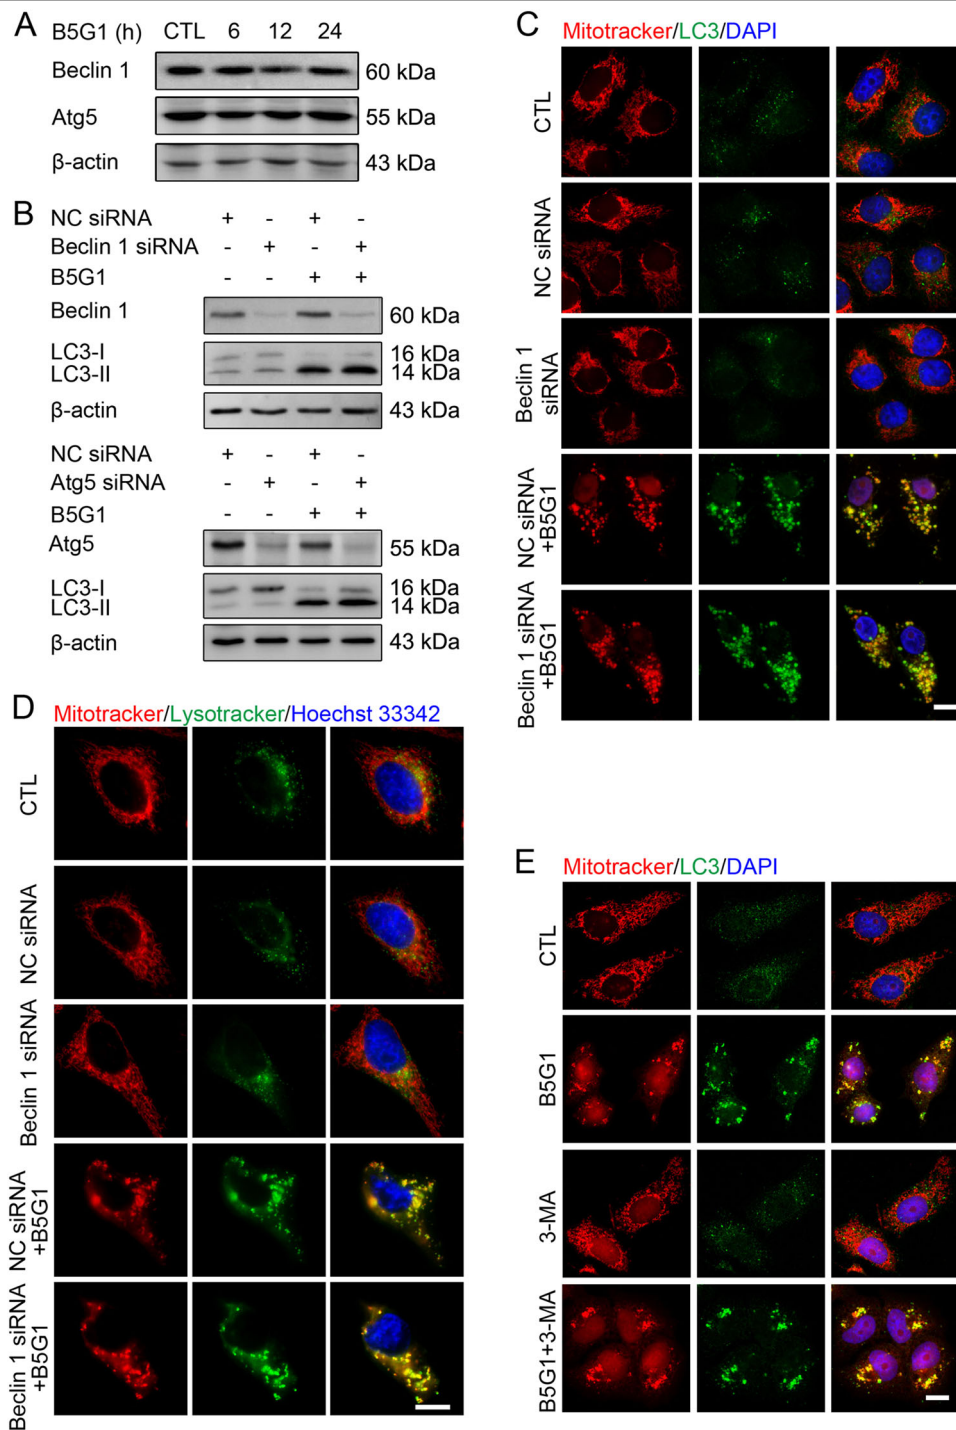 A
B5G1 (h) CTL 6 12 24
Beclin 1 60 kDa
Atg5 55 kDa
β-actin 43 kDa
B
NC siRNA + - + -
Beclin 1 siRNA - + - +
B5G1 - - + +
Beclin 1 60 kDa
LC3-I 16 kDa
LC3-II 14 kDa
β-actin 43 kDa
NC siRNA + - + -
Atg5 siRNA - + - +
B5G1 - - + +
Atg5 55 kDa
LC3-I 16 kDa
LC3-II 14 kDa
β-actin 43 kDa
C
Mitotracker/LC3/DAPI
CTL
NC siRNA
Beclin 1
siRNA
NC siRNA
+B5G1
Beclin 1 siRNA
+B5G1
D
Mitotracker/Lysotracker/Hoechst 33342
CTL
NC siRNA
Beclin 1 siRNA
NC siRNA
+B5G1
Beclin 1 siRNA
+B5G1
E
Mitotracker/LC3/DAPI
CTL
B5G1
3-MA
B5G1+3-MA